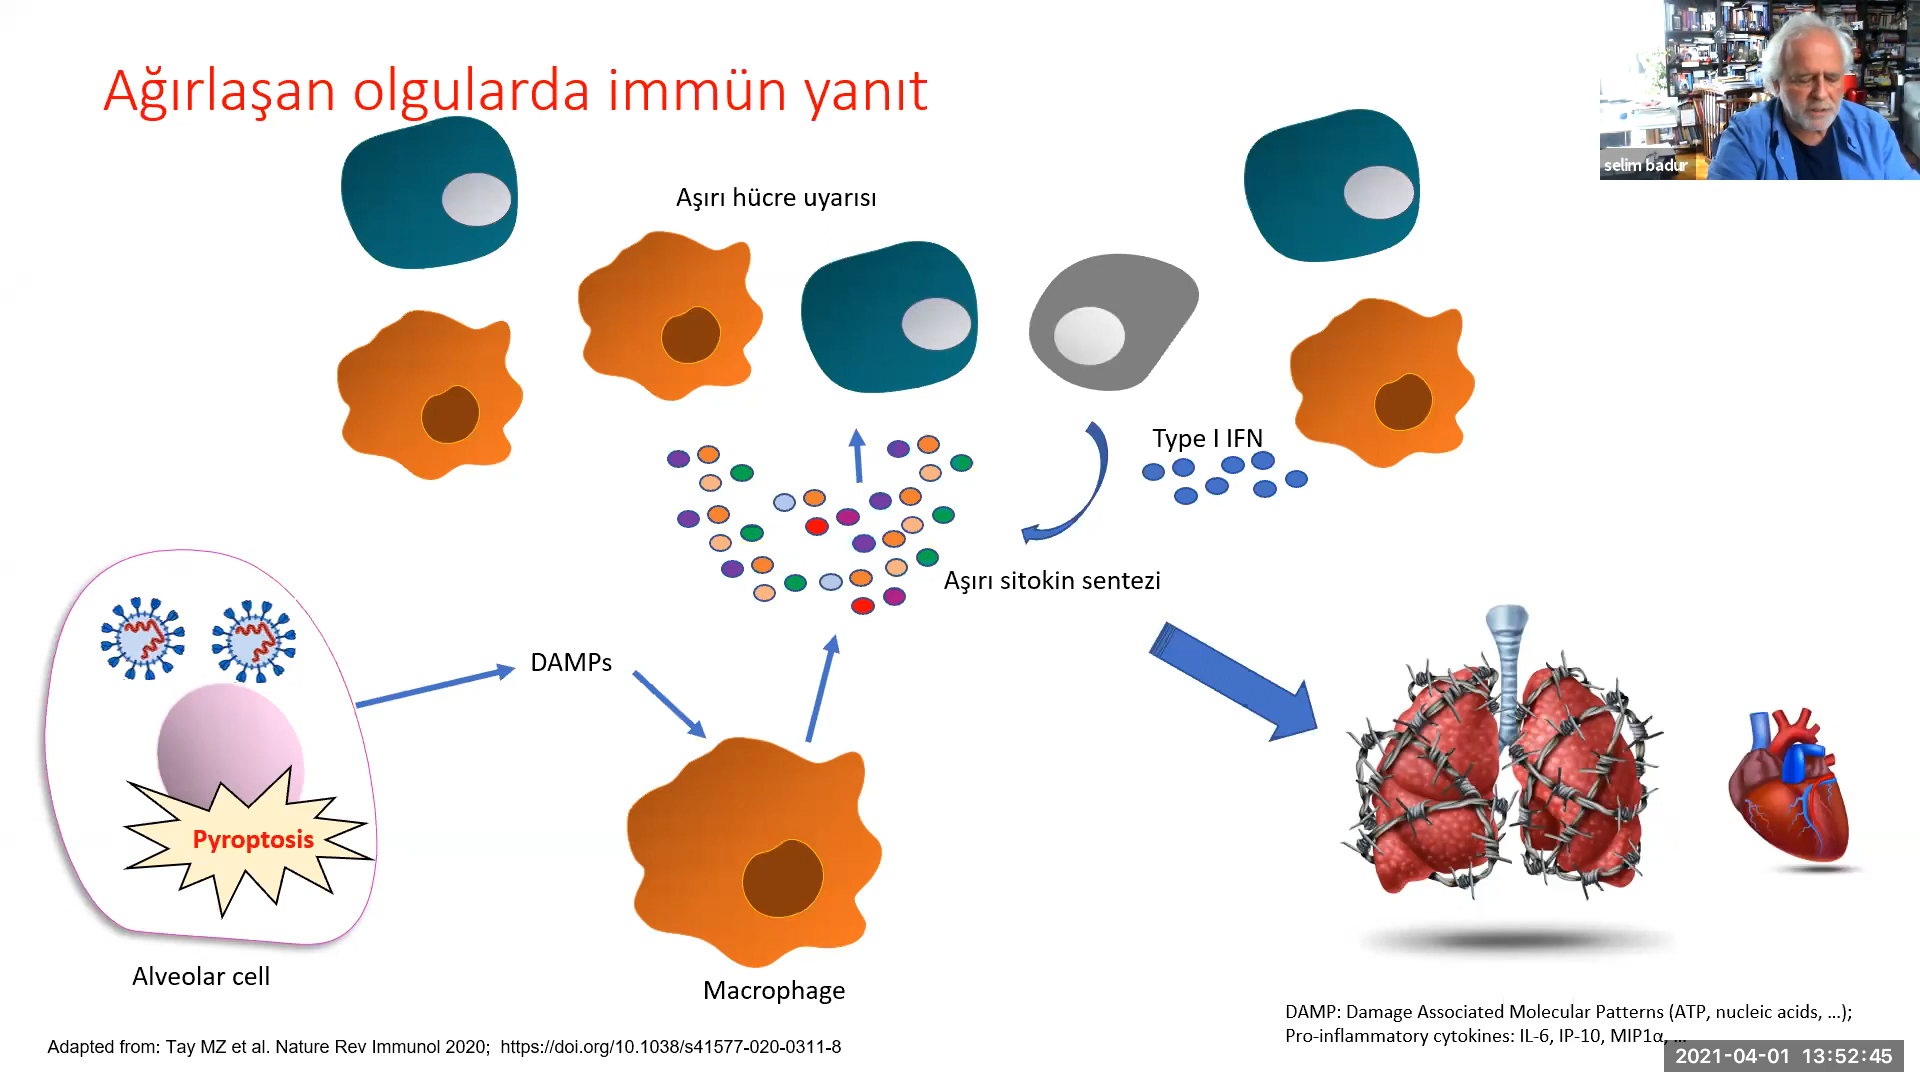 Ağırlaşan olgularda immün yanıt
selim badur
Aşırı hücre uyarısı
Type I IFN
Aşırı sitokin sentezi
DAMPs
Pyroptosis
Alveolar cell
Macrophage
DAMP: Damage Associated Molecular Patterns (ATP, nucleic acids, ...);
Pro-inflammatory cytokines: IL-6, IP-10, MIP1α, ...
Adapted from: Tay MZ et al. Nature Rev Immunol 2020; https://doi.org/10.1038/s41577-020-0311-8
2021-04-01 13:52:45